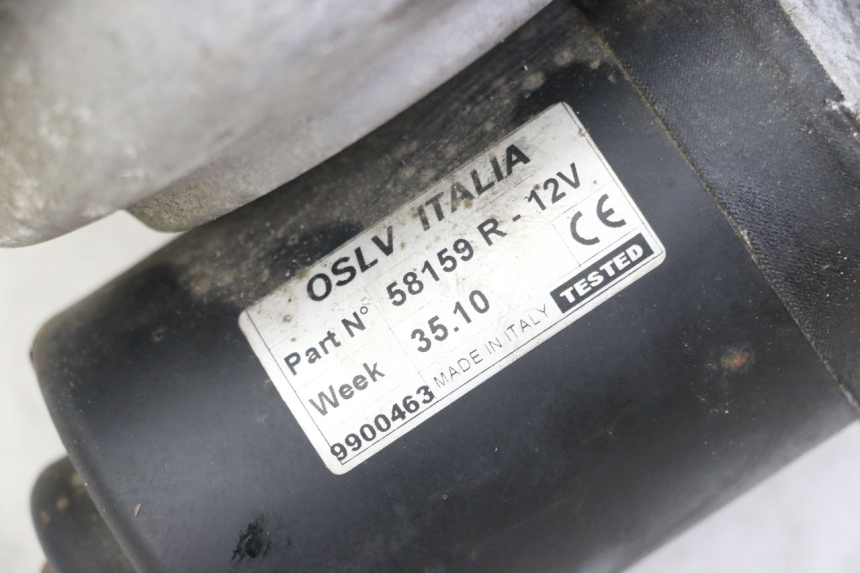 OSLV ITALIA
Part N° 58159 R - 12V
Week 35.10
CE
9900463 MADE IN ITALY TESTED